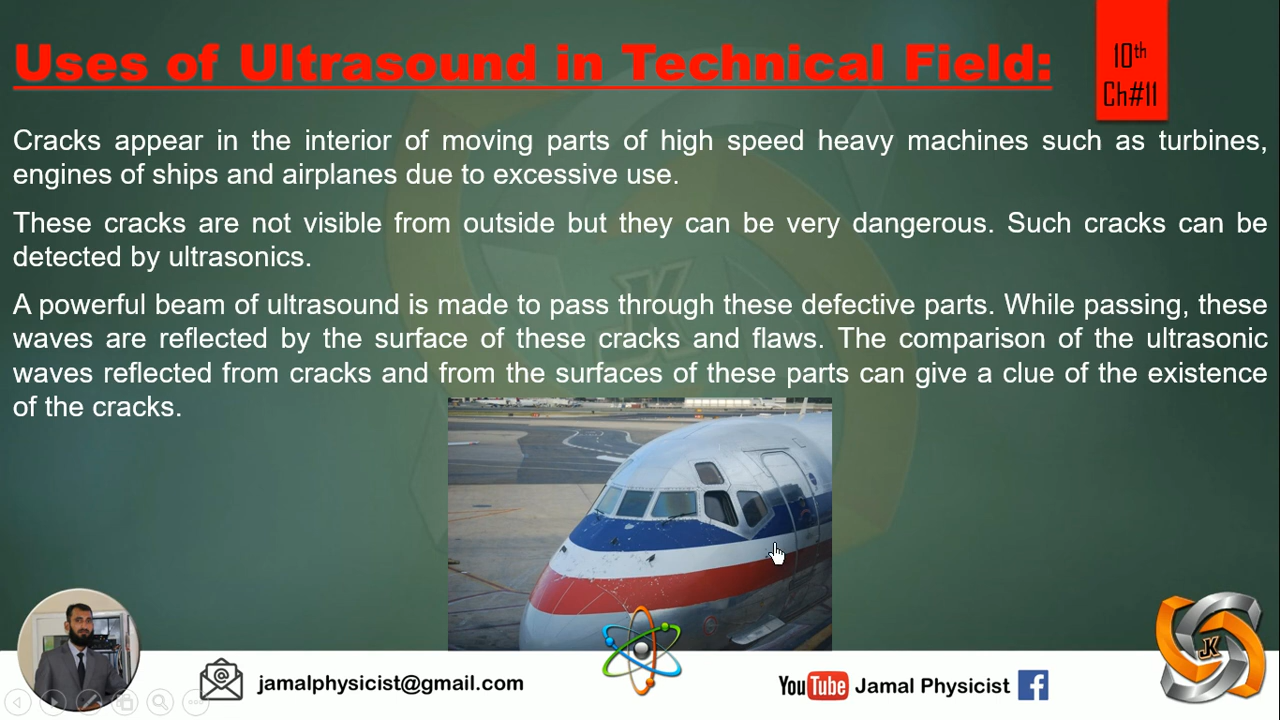 Uses of Ultrasound in Technical Field:
10th
Ch#11
Cracks appear in the interior of moving parts of high speed heavy machines such as turbines,
engines of ships and airplanes due to excessive use.
These cracks are not visible from outside but they can be very dangerous. Such cracks can be
detected by ultrasonics.
A powerful beam of ultrasound is made to pass through these defective parts. While passing, these
waves are reflected by the surface of these cracks and flaws. The comparison of the ultrasonic
waves reflected from cracks and from the surfaces of these parts can give a clue of the existence
of the cracks.
JK
jamalphysicist@gmail.com
YouTube Jamal Physicist f
JK